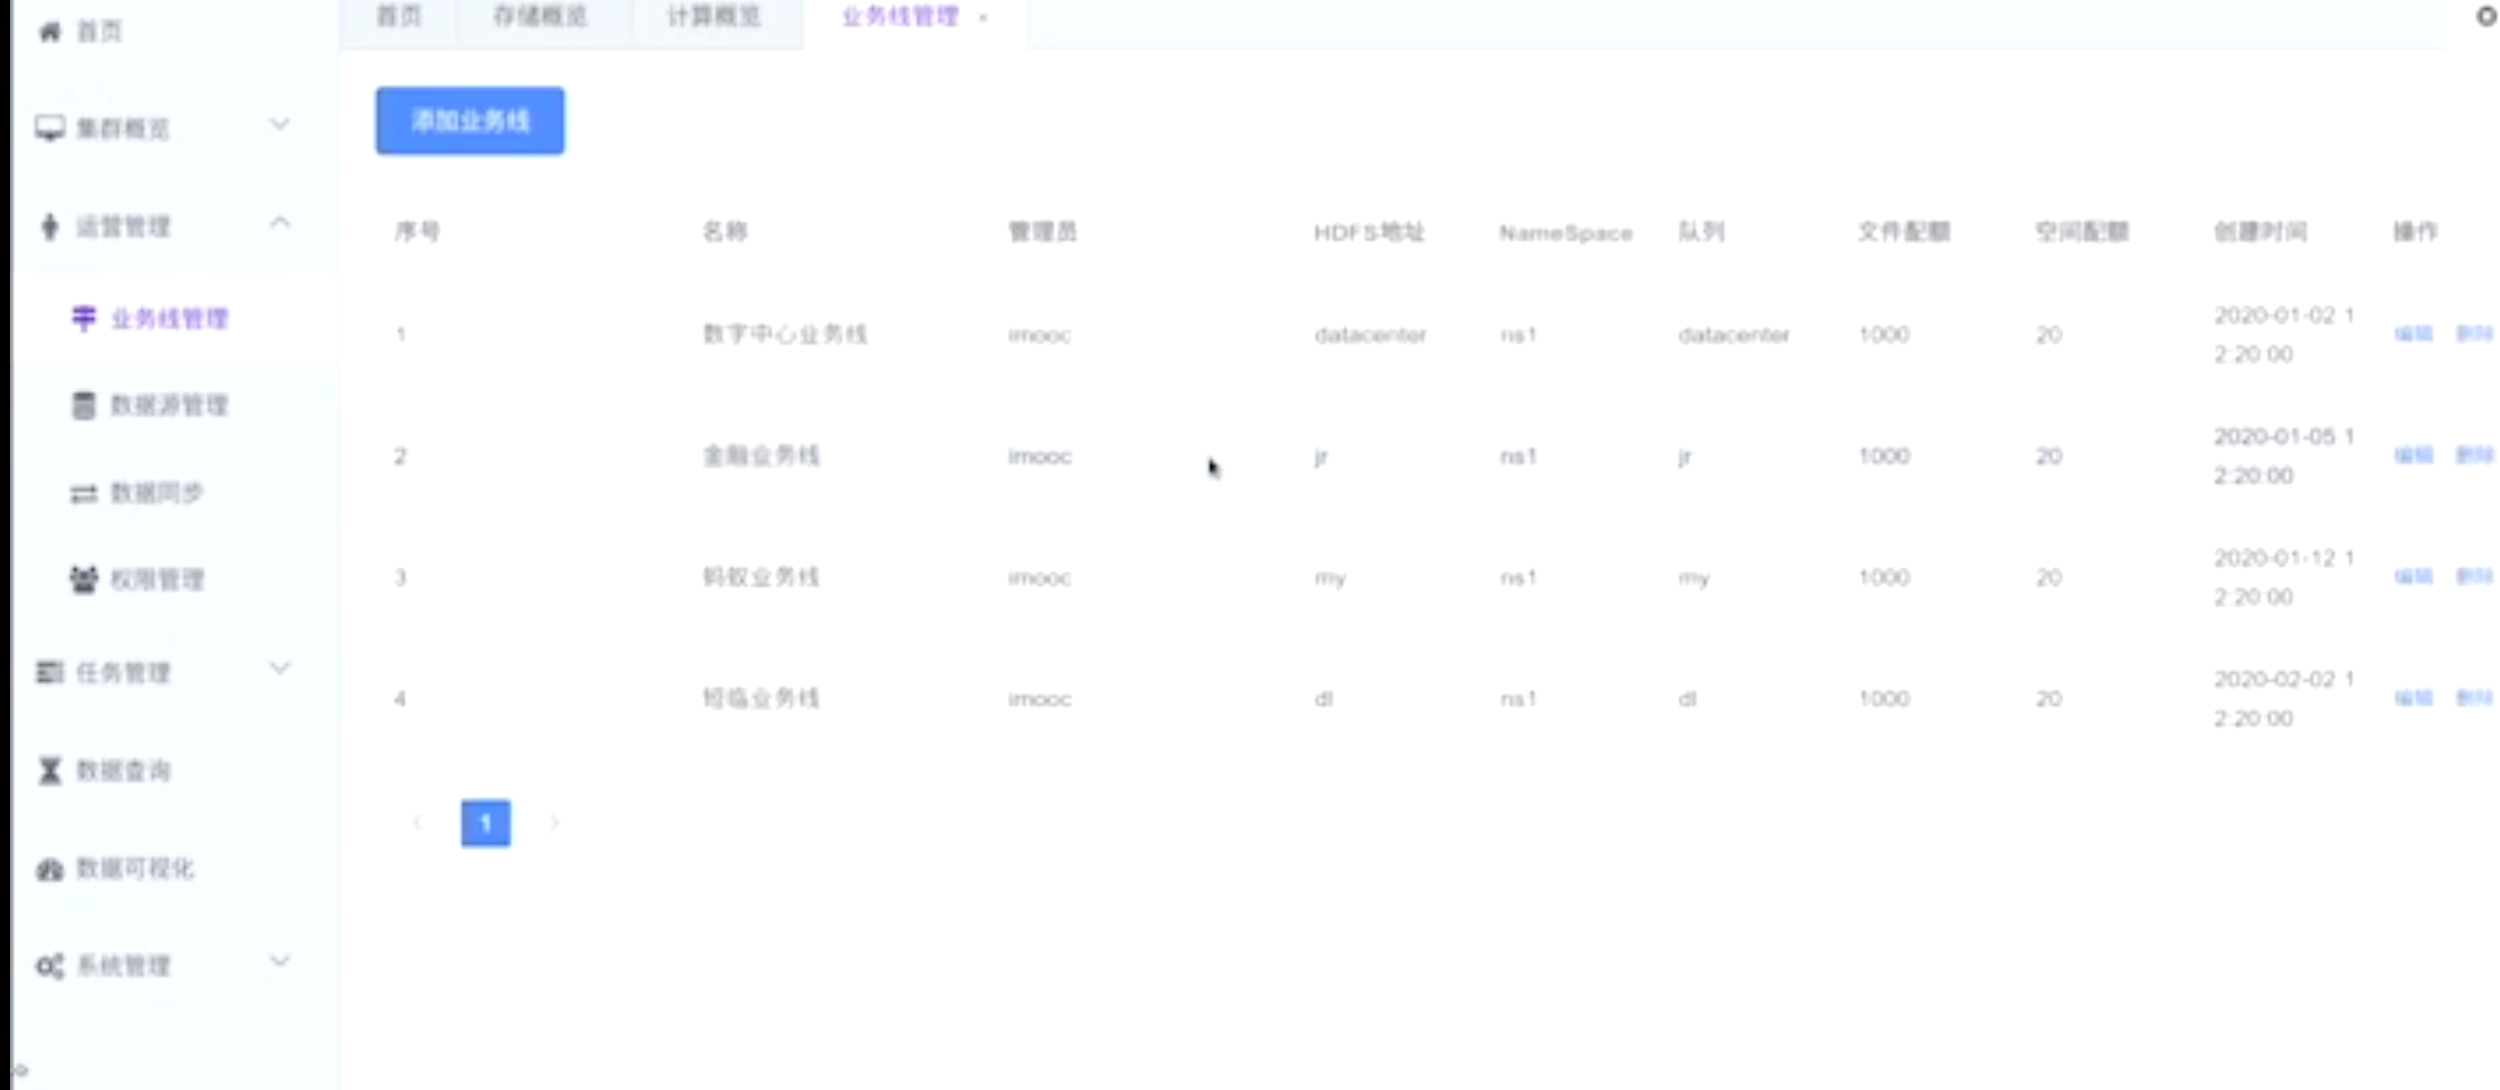 首页
集群概览
运营管理
业务线管理
数据源管理
数据同步
权限管理
任务管理
数据查询
数据可视化
系统管理
首页 存储概览 计算概览 业务线管理 ×
添加业务线
序号 名称 管理员 HDFS地址 NameSpace 队列 文件配额 空间配额 创建时间 操作
1 数字中心业务线 imooc datacenter ns1 datacenter 1000 20 2020-01-02 1
2:20:00 编辑 删除
2 金融业务线 imooc jr ns1 jr 1000 20 2020-01-05 1
2:20:00 编辑 删除
3 蚂蚁业务线 imooc my ns1 my 1000 20 2020-01-12 1
2:20:00 编辑 删除
4 短临业务线 imooc dl ns1 dl 1000 20 2020-02-02 1
2:20:00 编辑 删除
1